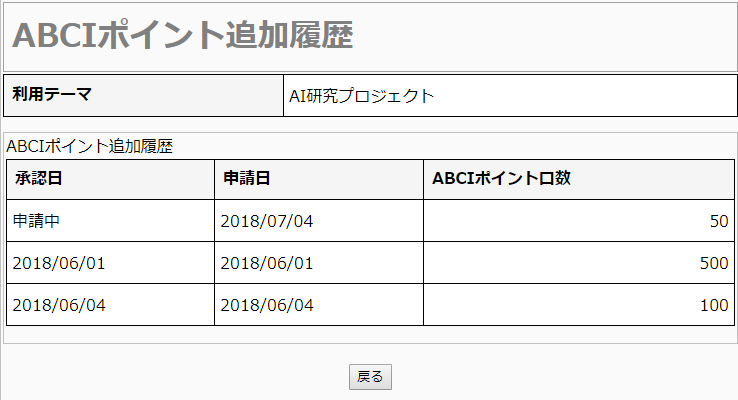 ABCIポイント追加履歴
利用テーマ AI研究プロジェクト
ABCIポイント追加履歴
承認日 申請日 ABCIポイント口数
申請中 2018/07/04 50
2018/06/01 2018/06/01 500
2018/06/04 2018/06/04 100
戻る